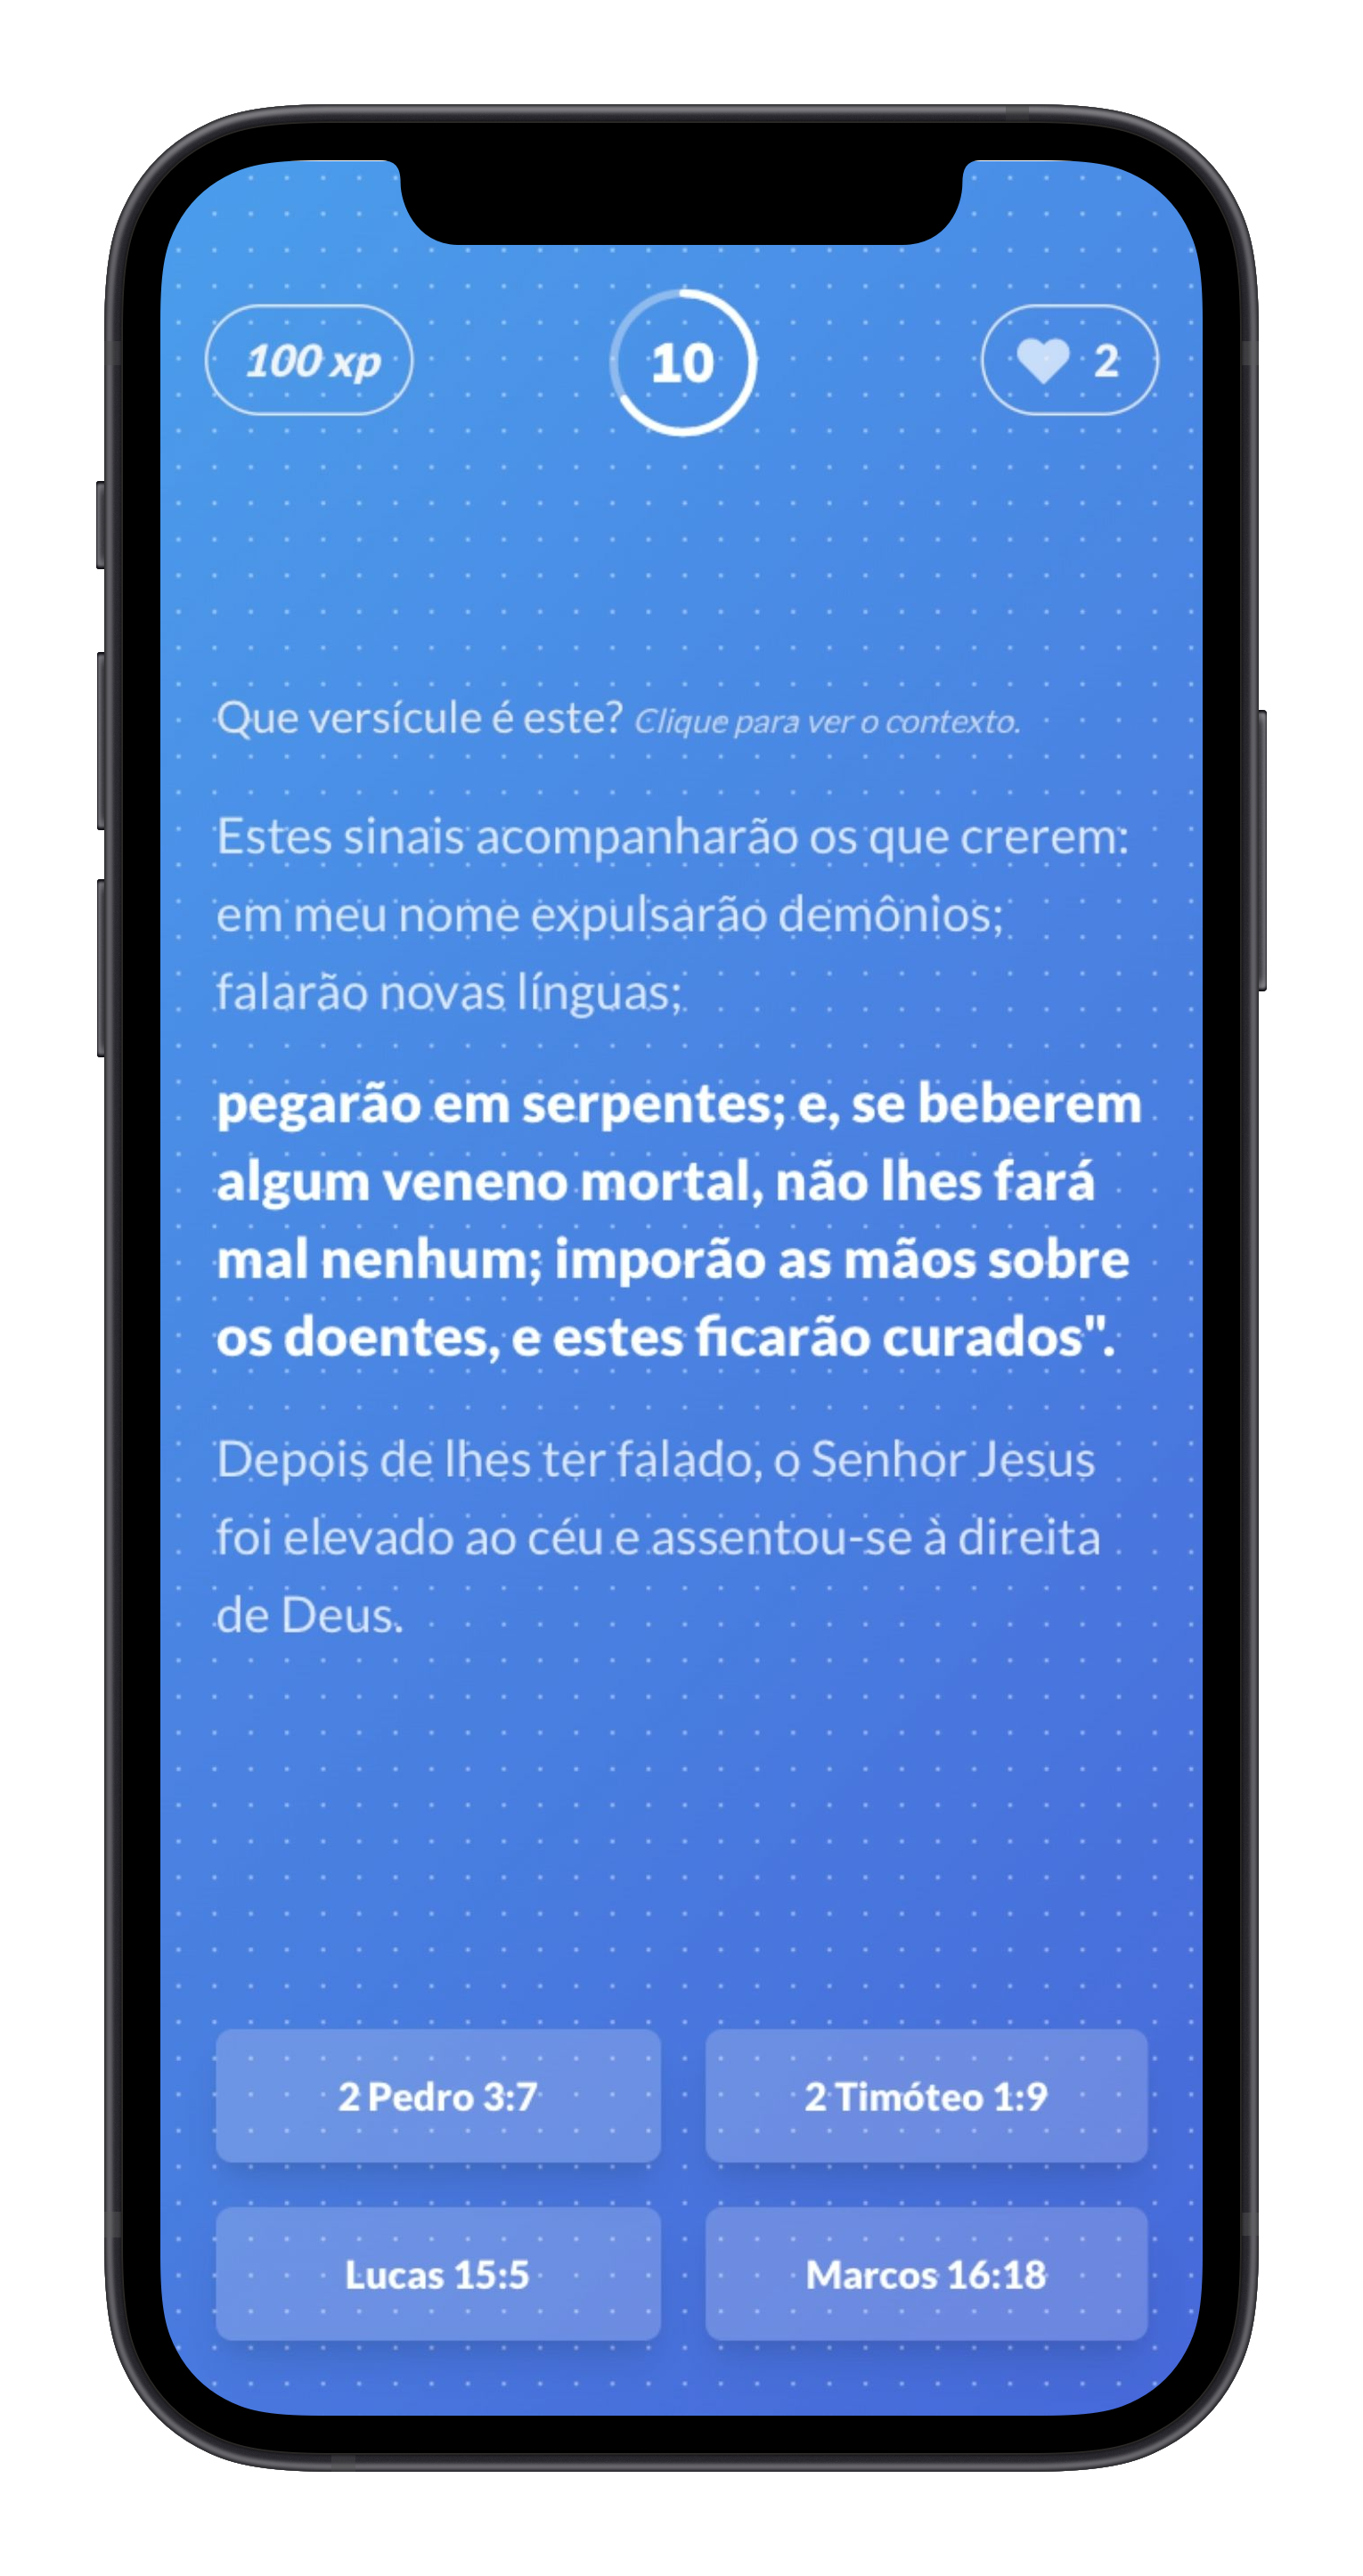 100 xp
10
2
Que versícule é este? Clique para ver o contexto.
Estes sinais acompanharão os que crerem:
em meu nome expulsarão demônios;
falarão novas línguas;
pegarão em serpentes; e, se beberem
algum veneno mortal, não lhes fará
mal nenhum; imporão as mãos sobre
os doentes, e estes ficarão curados".
Depois de lhes ter falado, o Senhor Jesus
foi elevado ao céu e assentou-se à direita
de Deus.
2 Pedro 3:7
2 Timóteo 1:9
Lucas 15:5
Marcos 16:18